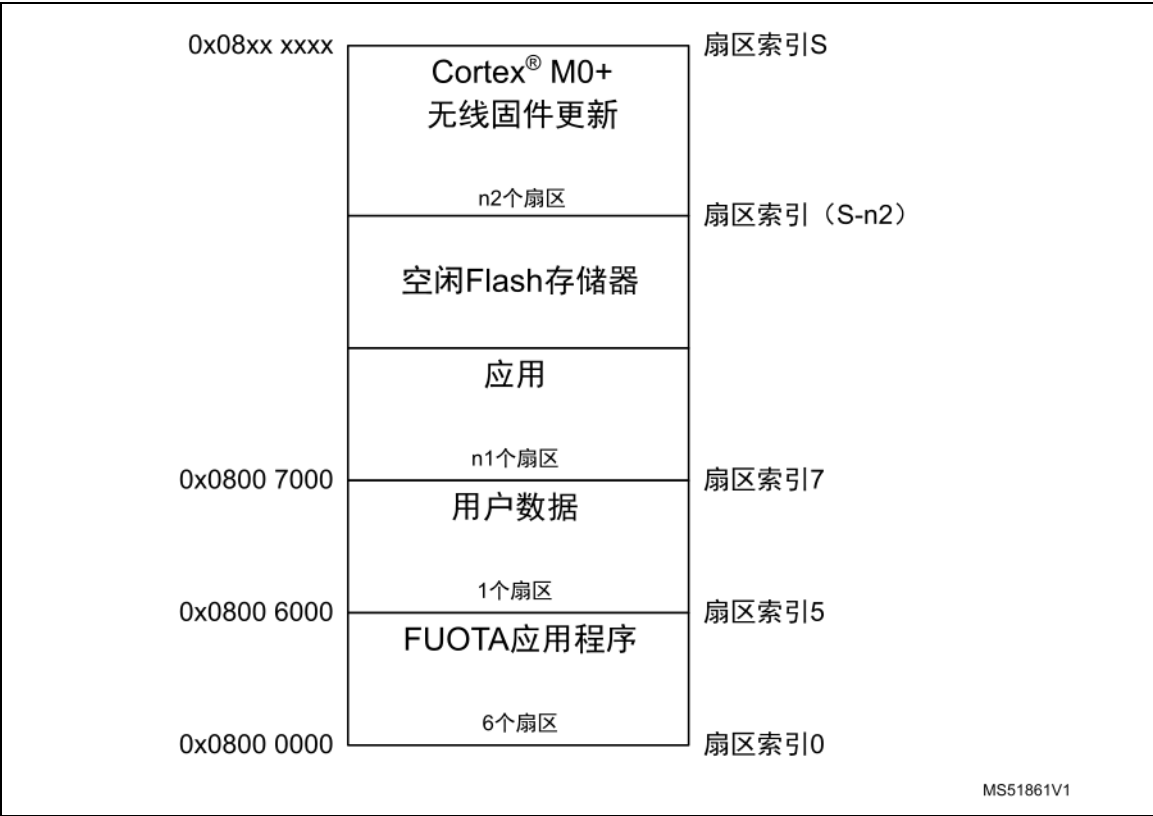 0x08xx xxxx
扇区索引S
Cortex® M0+
无线固件更新
n2个扇区
扇区索引（S-n2）
空闲Flash存储器
应用
n1个扇区
0x0800 7000
扇区索引7
用户数据
1个扇区
0x0800 6000
扇区索引5
FUOTA应用程序
6个扇区
0x0800 0000
扇区索引0
MS51861V1